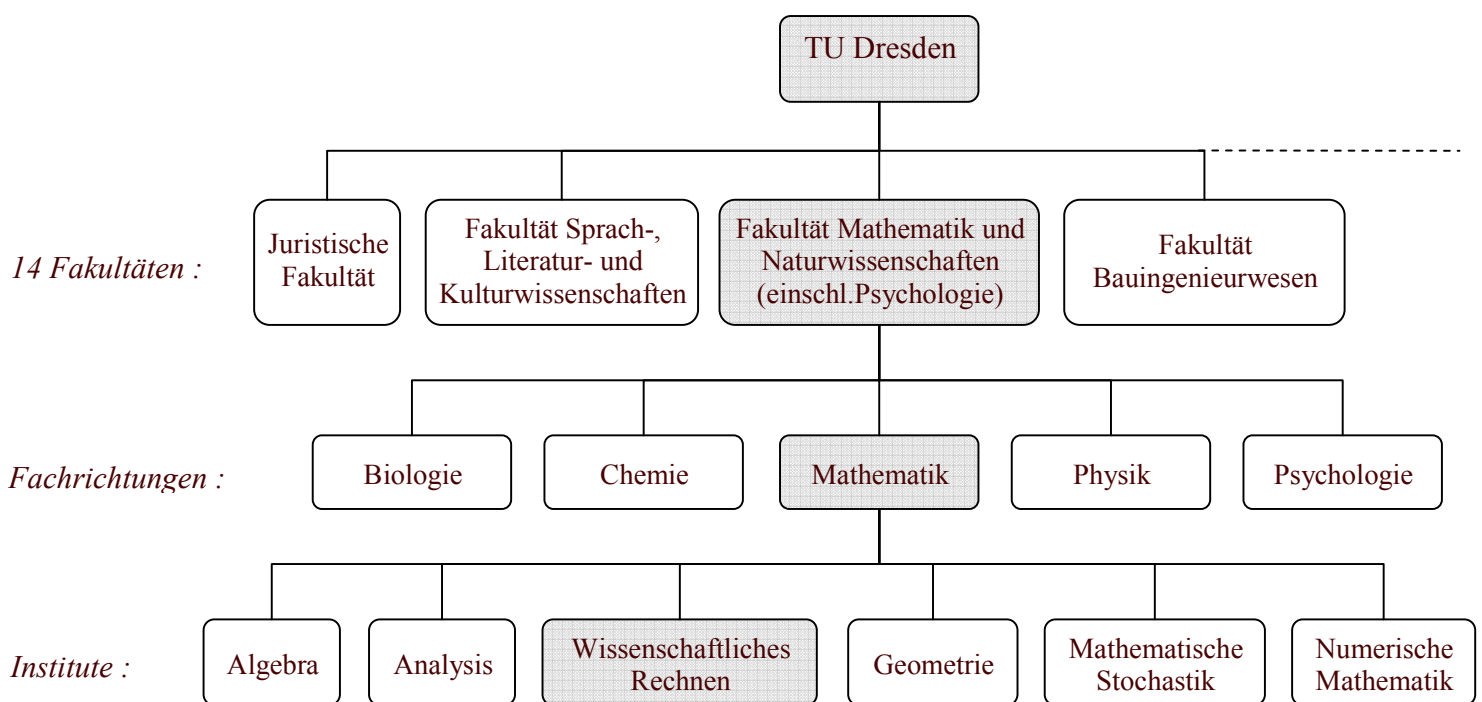 TU Dresden
14 Fakultäten :
Juristische
Fakultät
Fakultät Sprach-,
Literatur- und
Kulturwissenschaften
Fakultät Mathematik und
Naturwissenschaften
(einschl.Psychologie)
Fakultät
Bauingenieurwesen
Fachrichtungen :
Biologie
Chemie
Mathematik
Physik
Psychologie
Institute :
Algebra
Analysis
Wissenschaftliches
Rechnen
Geometrie
Mathematische
Stochastik
Numerische
Mathematik